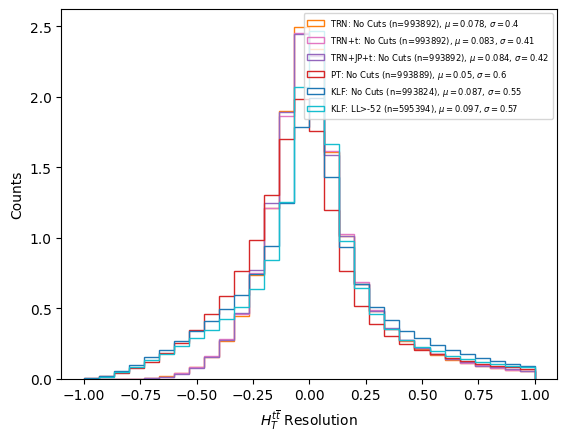 TRN: No Cuts (n=993892), μ = 0.078, σ = 0.4
TRN+t: No Cuts (n=993892), μ = 0.083, σ = 0.41
TRN+JP+t: No Cuts (n=993892), μ = 0.084, σ = 0.42
PT: No Cuts (n=993889), μ = 0.05, σ = 0.6
KLF: No Cuts (n=993824), μ = 0.087, σ = 0.55
KLF: LL>-52 (n=595394), μ = 0.097, σ = 0.57
2.5
2.0
1.5
1.0
0.5
0.0
Counts
−1.00 −0.75 −0.50 −0.25 0.00 0.25 0.50 0.75 1.00
$H_T^{t\bar{t}}$ Resolution